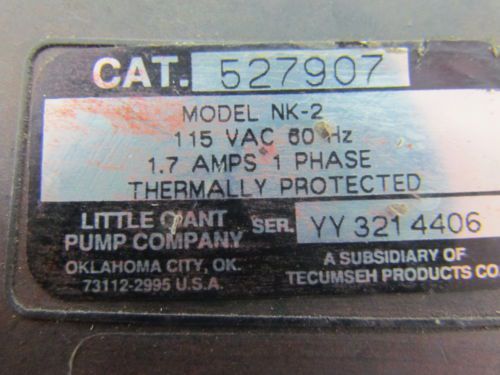 CAT. 527907
MODEL NK-2
115 VAC 60 Hz
1.7 AMPS 1 PHASE
THERMALLY PROTECTED
LITTLE GIANT
PUMP COMPANY
OKLAHOMA CITY, OK.
73112-2995 U.S.A.
SER. YY 321 4406
A SUBSIDIARY OF
TECUMSEH PRODUCTS CO